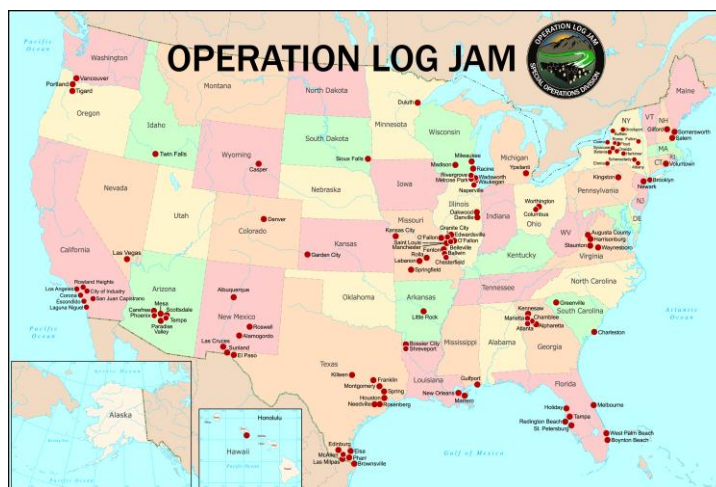 OPERATION LOG JAM
OPERATION LOG JAM
SPECIAL OPERATIONS DIVISION
Pacific
Ocean
Washington
Vancouver
Portland
Tigard
Oregon
Montana
North Dakota
Duluth
Minnesota
Maine
VT
NH
NY
Gilford
Somersworth
Salem
MA
RI
CT
Voluntown
Idaho
Twin Falls
Wyoming
Casper
South Dakota
Sioux Falls
Wisconsin
Madison
Milwaukee
Racine
Rivergrove
Wadsworth
Melrose Park
Waukegan
Naperville
Michigan
Ypsilanti
Kingston
Pennsylvania
Brooklyn
Newark
NJ
DE
Nevada
Utah
Colorado
Denver
Nebraska
Iowa
Illinois
Oakwood
Danville
Indiana
Ohio
Worthington
Columbus
WV
Virginia
Augusta County
Harrisonburg
Staunton
Waynesboro
California
Las Vegas
Kansas
Garden City
Missouri
Kansas City
Granite City
O'Fallon
Edwardsville
Saint Louis
O'Fallon
Manchester
Belleville
Fenton
Ballwin
Rolla
Chesterfield
Lebanon
Springfield
Kentucky
Tennessee
North Carolina
South Carolina
Greenville
Charleston
Rowland Heights
Los Angeles
City of Industry
Corona
San Juan Capistrano
Escondido
Laguna Niguel
Arizona
Mesa
Carefree
Scottsdale
Phoenix
Tempe
Paradise
Valley
New Mexico
Albuquerque
Roswell
Alamogordo
Las Cruces
Sunland
El Paso
Oklahoma
Arkansas
Little Rock
Mississippi
Alabama
Georgia
Kennesaw
Marietta
Chamblee
Atlanta
Alpharetta
Texas
Killeen
Franklin
Montgomery
Spring
Houston
Needville
Rosenberg
Bossier City
Shreveport
Louisiana
New Orleans
Marrero
Gulfport
Florida
Holiday
Melbourne
Tampa
Redington Beach
St. Petersburg
West Palm Beach
Boynton Beach
Edinburg
Elsa
McAllen
Pharr
Las Milpas
Brownsville
Gulf of Mexico
Atlantic
Ocean
Pacific
Ocean
Alaska
Honolulu
Hawaii